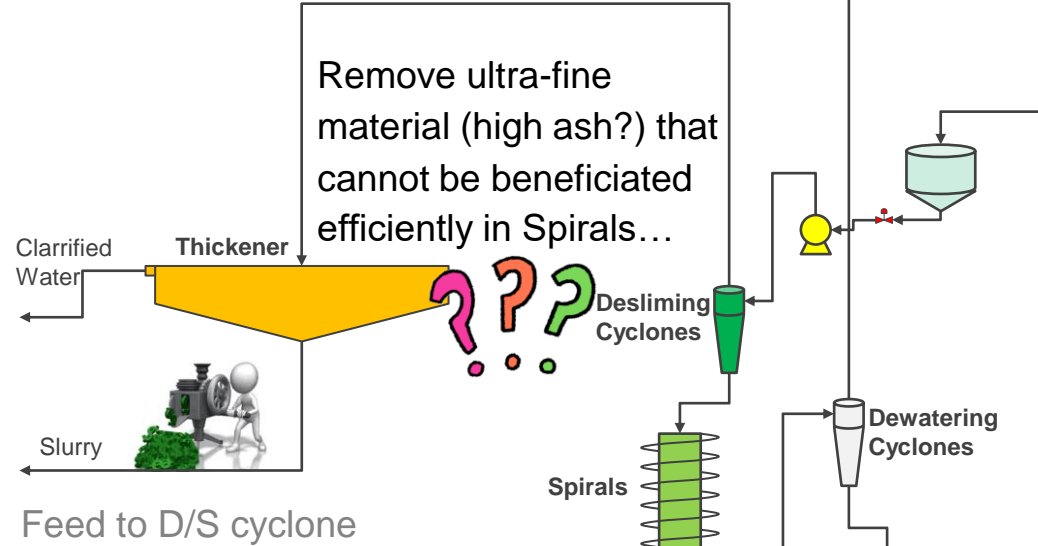 Remove ultra-fine
material (high ash?) that
cannot be beneficiated
efficiently in Spirals…
Clarrified
Water
Thickener
Desliming
Cyclones
Dewatering
Cyclones
Slurry
Spirals
Feed to D/S cyclone